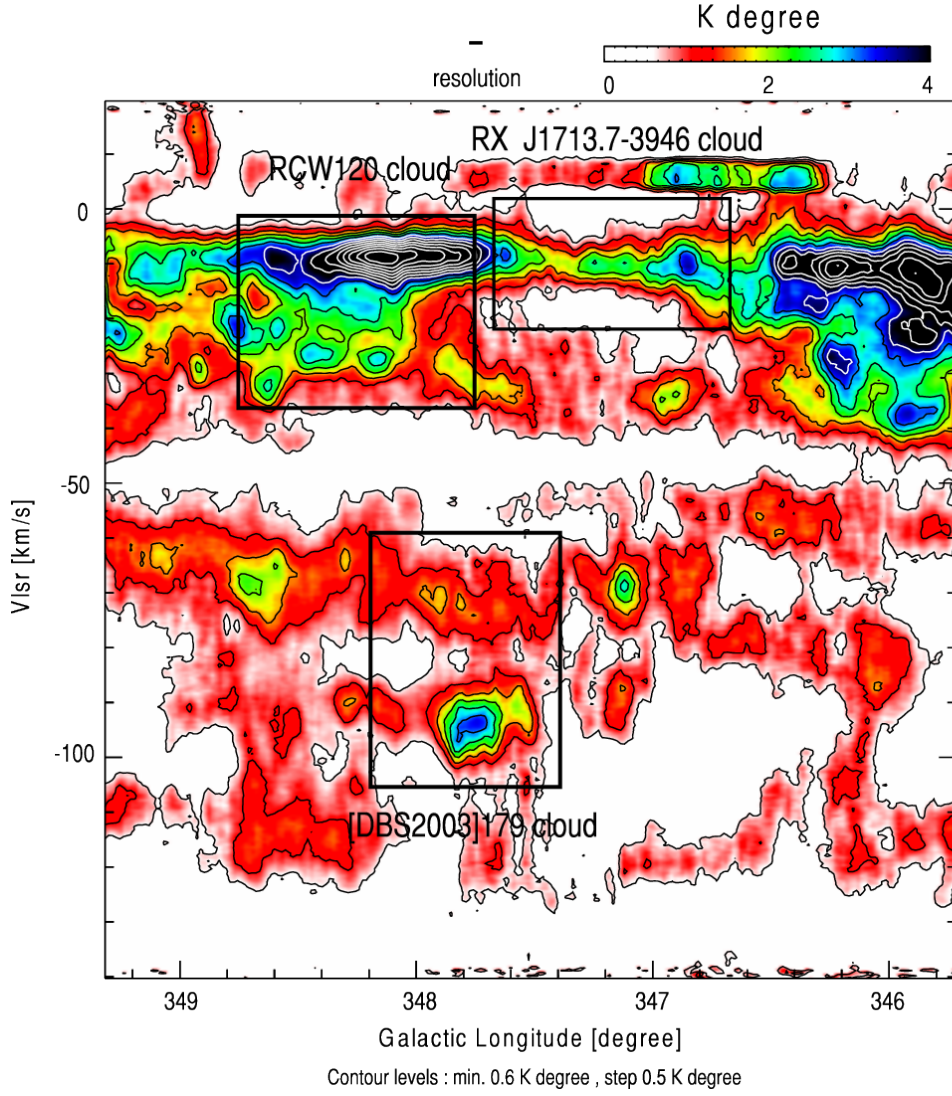 K degree
resolution
0 2 4
RX J1713.7-3946 cloud
RCW120 cloud
0
-50
Vlsr [km/s]
-100
[DBS2003]179 cloud
349 348 347 346
Galactic Longitude [degree]
Contour levels : min. 0.6 K degree , step 0.5 K degree